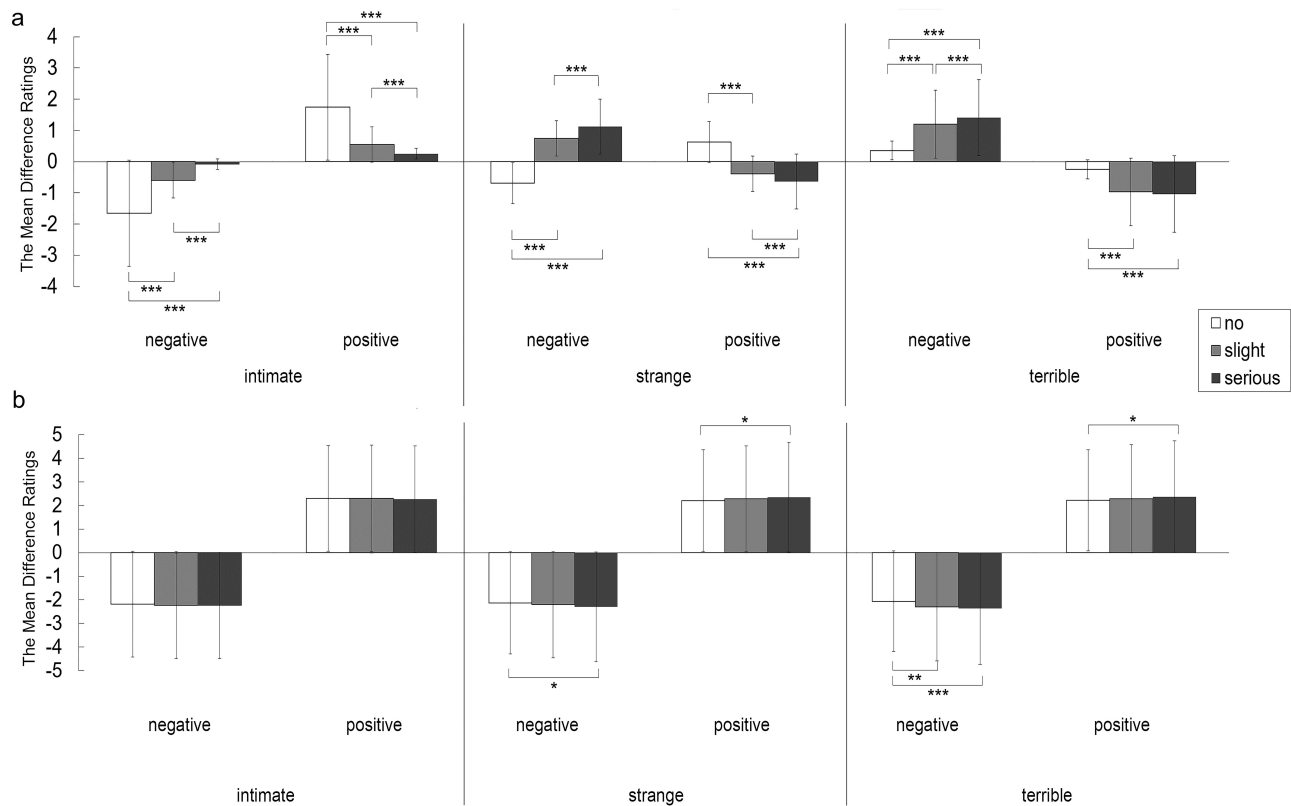 a
The Mean Difference Ratings
4
3
2
1
0
-1
-2
-3
-4
*** *** *** *** *** ***
*** *** *** *** *** *** ***
*** *** *** *** ***
negative positive negative positive negative positive
intimate strange terrible
no
slight
serious
b
The Mean Difference Ratings
5
4
3
2
1
0
-1
-2
-3
-4
-5
* *
* ** ***
negative positive negative positive negative positive
intimate strange terrible